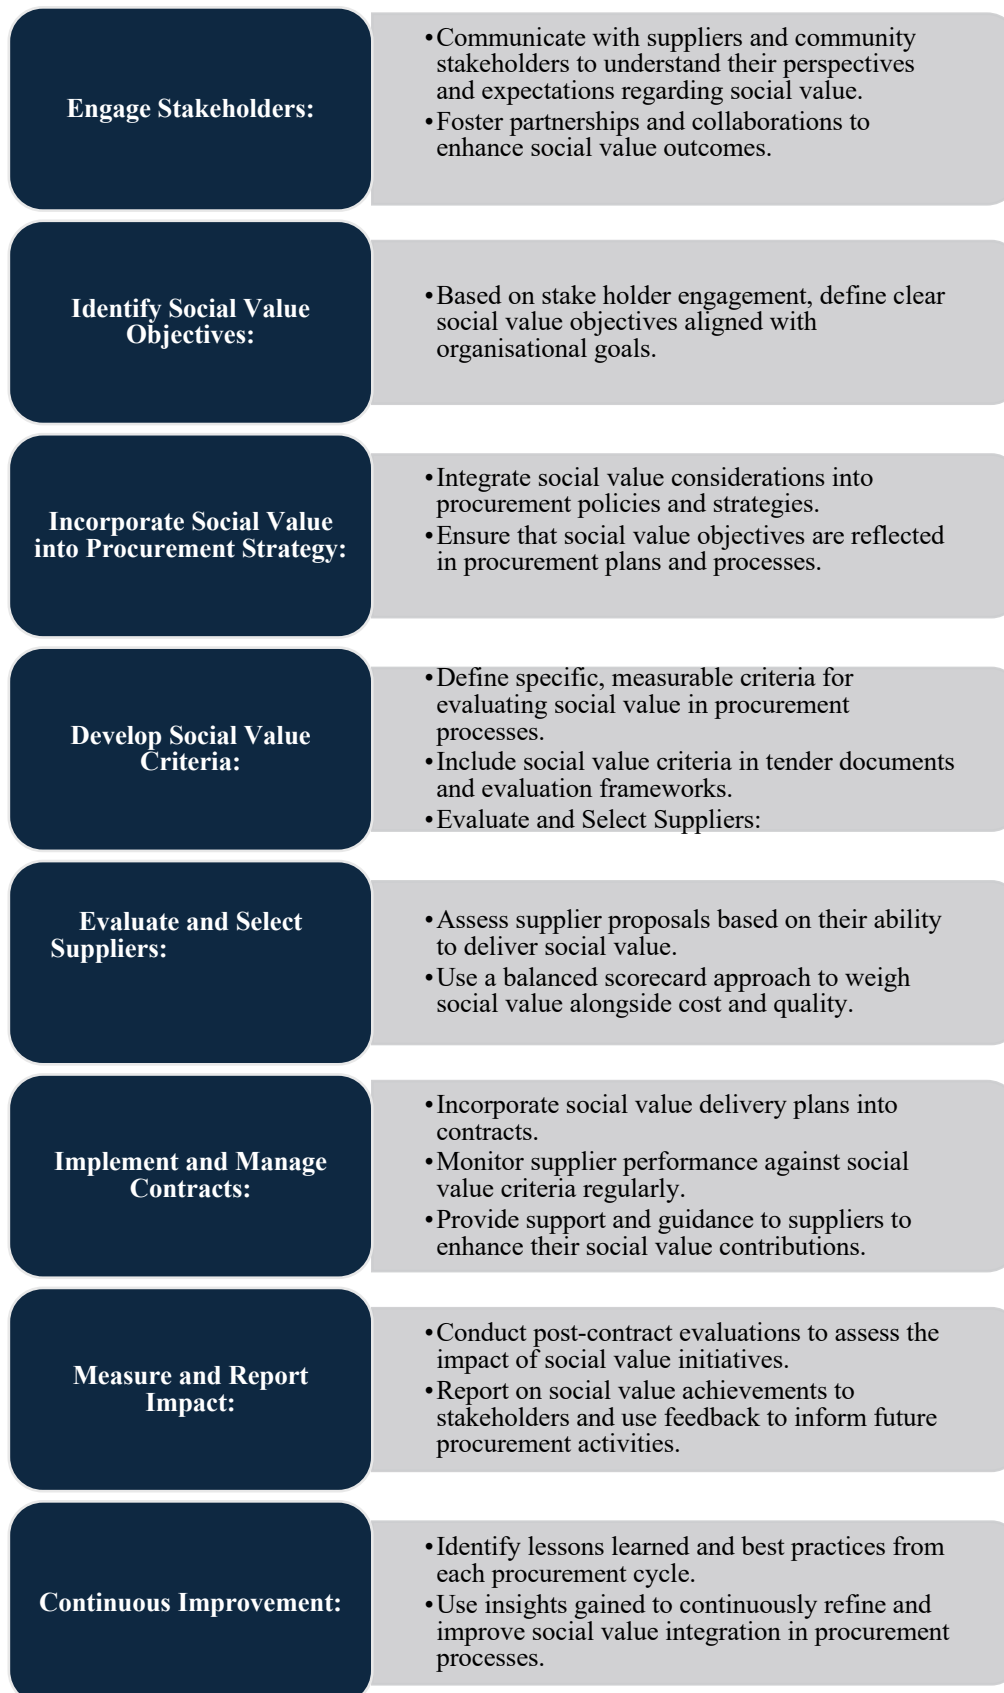 Engage Stakeholders:
•Communicate with suppliers and community
stakeholders to understand their perspectives
and expectations regarding social value.
•Foster partnerships and collaborations to
enhance social value outcomes.
Identify Social Value
Objectives:
•Based on stake holder engagement, define clear
social value objectives aligned with
organisational goals.
Incorporate Social Value
into Procurement Strategy:
•Integrate social value considerations into
procurement policies and strategies.
•Ensure that social value objectives are reflected
in procurement plans and processes.
Develop Social Value
Criteria:
•Define specific, measurable criteria for
evaluating social value in procurement
processes.
•Include social value criteria in tender documents
and evaluation frameworks.
•Evaluate and Select Suppliers:
Evaluate and Select
Suppliers:
•Assess supplier proposals based on their ability
to deliver social value.
•Use a balanced scorecard approach to weigh
social value alongside cost and quality.
Implement and Manage
Contracts:
•Incorporate social value delivery plans into
contracts.
•Monitor supplier performance against social
value criteria regularly.
•Provide support and guidance to suppliers to
enhance their social value contributions.
Measure and Report
Impact:
•Conduct post-contract evaluations to assess the
impact of social value initiatives.
•Report on social value achievements to
stakeholders and use feedback to inform future
procurement activities.
Continuous Improvement:
•Identify lessons learned and best practices from
each procurement cycle.
•Use insights gained to continuously refine and
improve social value integration in procurement
processes.